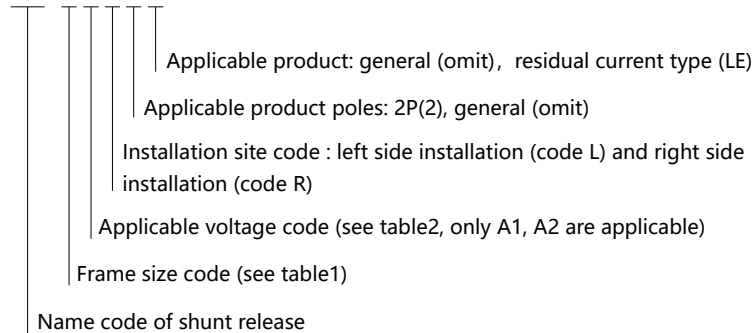 Applicable product: general (omit)，residual current type (LE)
Applicable product poles: 2P(2), general (omit)
Installation site code : left side installation (code L) and right side
installation (code R)
Applicable voltage code (see table2, only A1, A2 are applicable)
Frame size code (see table1)
Name code of shunt release